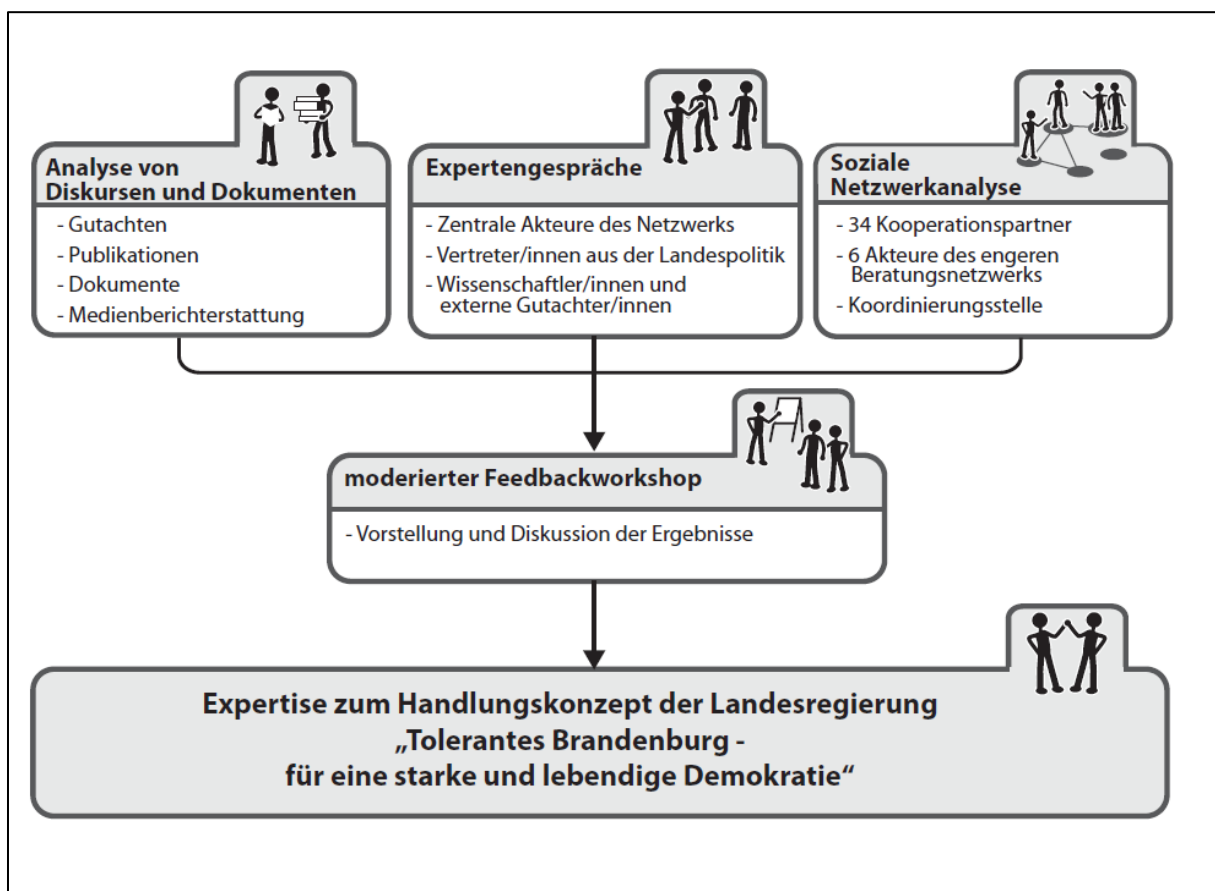 Analyse von
Diskursen und Dokumenten
- Gutachten
- Publikationen
- Dokumente
- Medienberichterstattung
Expertengespräche
- Zentrale Akteure des Netzwerks
- Vertreter/innen aus der Landespolitik
- Wissenschaftler/innen und
externe Gutachter/innen
Soziale
Netzwerkanalyse
- 34 Kooperationspartner
- 6 Akteure des engeren
Beratungsnetzwerks
- Koordinierungsstelle
moderierter Feedbackworkshop
- Vorstellung und Diskussion der Ergebnisse
Expertise zum Handlungskonzept der Landesregierung
„Tolerantes Brandenburg -
für eine starke und lebendige Demokratie“